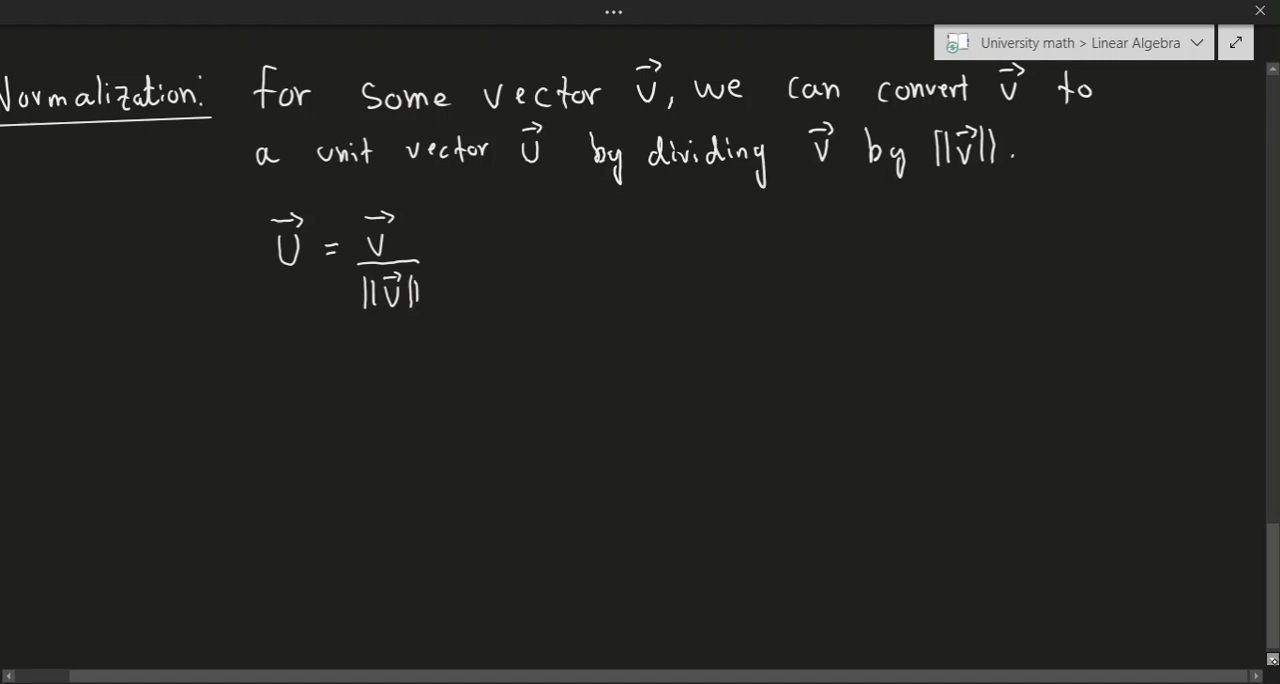 University math > Linear Algebra
Normalization: For some vector v⃗, we can convert v⃗ to
a unit vector U⃗ by dividing v⃗ by ||v⃗||.
U⃗ = v⃗ / ||v⃗||